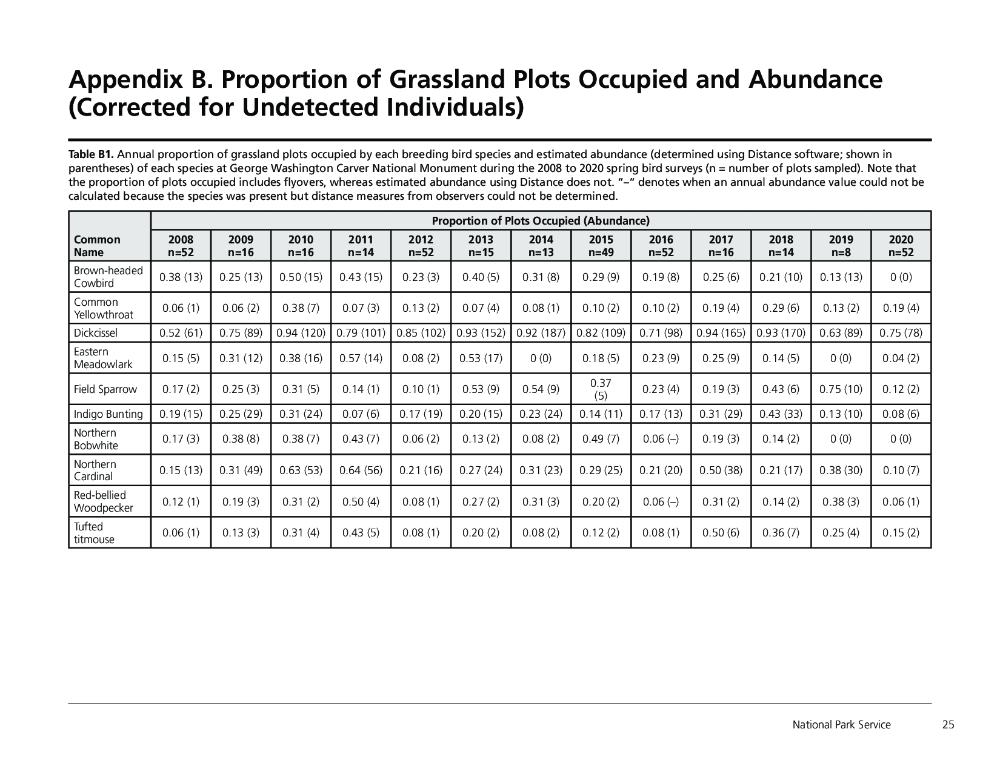 Appendix B. Proportion of Grassland Plots Occupied and Abundance
(Corrected for Undetected Individuals)
Table B1. Annual proportion of grassland plots occupied by each breeding bird species and estimated abundance (determined using Distance software; shown in
parentheses) of each species at George Washington Carver National Monument during the 2008 to 2020 spring bird surveys (n = number of plots sampled). Note that
the proportion of plots occupied includes flyovers, whereas estimated abundance using Distance does not. "–" denotes when an annual abundance value could not be
calculated because the species was present but distance measures from observers could not be determined.
Proportion of Plots Occupied (Abundance)
Common 2008 2009 2010 2011 2012 2013 2014 2015 2016 2017 2018 2019 2020
Name n=52 n=16 n=16 n=14 n=52 n=15 n=13 n=49 n=52 n=16 n=14 n=8 n=52
Brown-headed
Cowbird 0.38 (13) 0.25 (13) 0.50 (15) 0.43 (15) 0.23 (3) 0.40 (5) 0.31 (8) 0.29 (9) 0.19 (8) 0.25 (6) 0.21 (10) 0.13 (13) 0 (0)
Common
Yellowthroat 0.06 (1) 0.06 (2) 0.38 (7) 0.07 (3) 0.13 (2) 0.07 (4) 0.08 (1) 0.10 (2) 0.10 (2) 0.19 (4) 0.29 (6) 0.13 (2) 0.19 (4)
Dickcissel 0.52 (61) 0.75 (89) 0.94 (120) 0.79 (101) 0.85 (102) 0.93 (152) 0.92 (187) 0.82 (109) 0.71 (98) 0.94 (165) 0.93 (170) 0.63 (89) 0.75 (78)
Eastern
Meadowlark 0.15 (5) 0.31 (12) 0.38 (16) 0.57 (14) 0.08 (2) 0.53 (17) 0 (0) 0.18 (5) 0.23 (9) 0.25 (9) 0.14 (5) 0 (0) 0.04 (2)
Field Sparrow 0.17 (2) 0.25 (3) 0.31 (5) 0.14 (1) 0.10 (1) 0.53 (9) 0.54 (9) 0.37
(5) 0.23 (4) 0.19 (3) 0.43 (6) 0.75 (10) 0.12 (2)
Indigo Bunting 0.19 (15) 0.25 (29) 0.31 (24) 0.07 (6) 0.17 (19) 0.20 (15) 0.23 (24) 0.14 (11) 0.17 (13) 0.31 (29) 0.43 (33) 0.13 (10) 0.08 (6)
Northern
Bobwhite 0.17 (3) 0.38 (8) 0.38 (7) 0.43 (7) 0.06 (2) 0.13 (2) 0.08 (2) 0.49 (7) 0.06 (–) 0.19 (3) 0.14 (2) 0 (0) 0 (0)
Northern
Cardinal 0.15 (13) 0.31 (49) 0.63 (53) 0.64 (56) 0.21 (16) 0.27 (24) 0.31 (23) 0.29 (25) 0.21 (20) 0.50 (38) 0.21 (17) 0.38 (30) 0.10 (7)
Red-bellied
Woodpecker 0.12 (1) 0.19 (3) 0.31 (2) 0.50 (4) 0.08 (1) 0.27 (2) 0.31 (3) 0.20 (2) 0.06 (–) 0.31 (2) 0.14 (2) 0.38 (3) 0.06 (1)
Tufted
titmouse 0.06 (1) 0.13 (3) 0.31 (4) 0.43 (5) 0.08 (1) 0.20 (2) 0.08 (2) 0.12 (2) 0.08 (1) 0.50 (6) 0.36 (7) 0.25 (4) 0.15 (2)
National Park Service 25